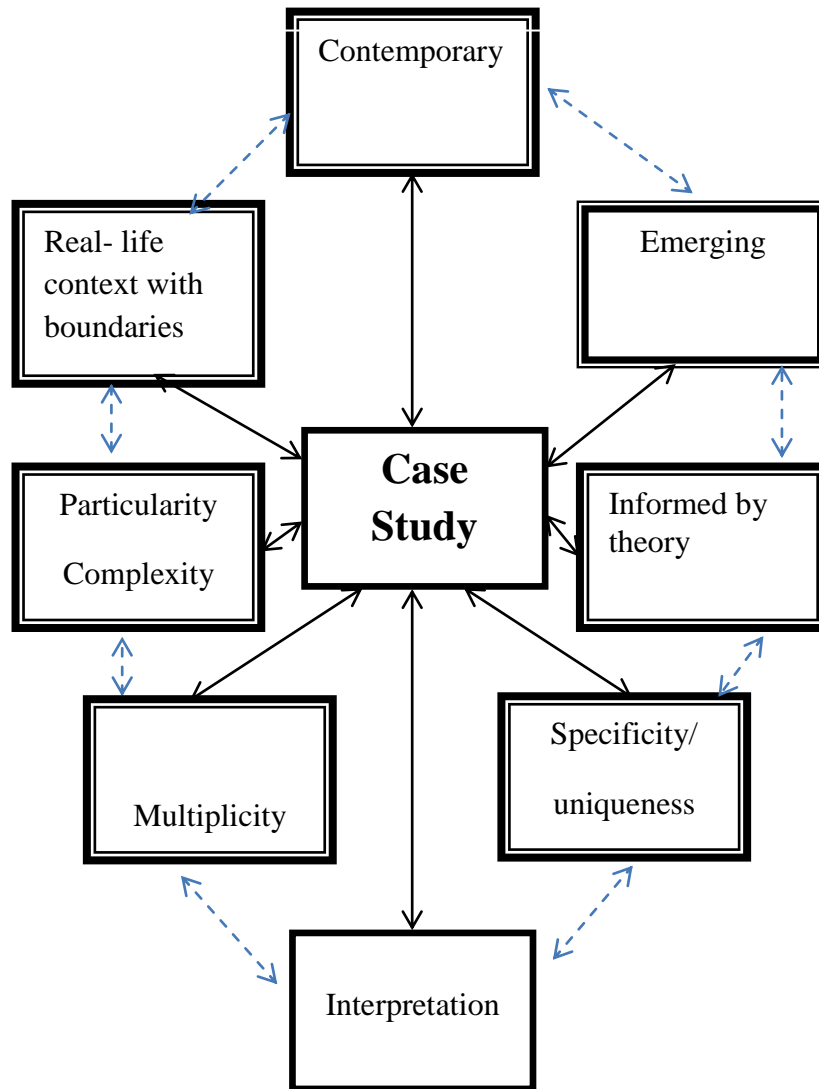 Contemporary
Real- life
context with
boundaries
Emerging
Case
Study
Particularity
Complexity
Informed by
theory
Multiplicity
Specificity/
uniqueness
Interpretation